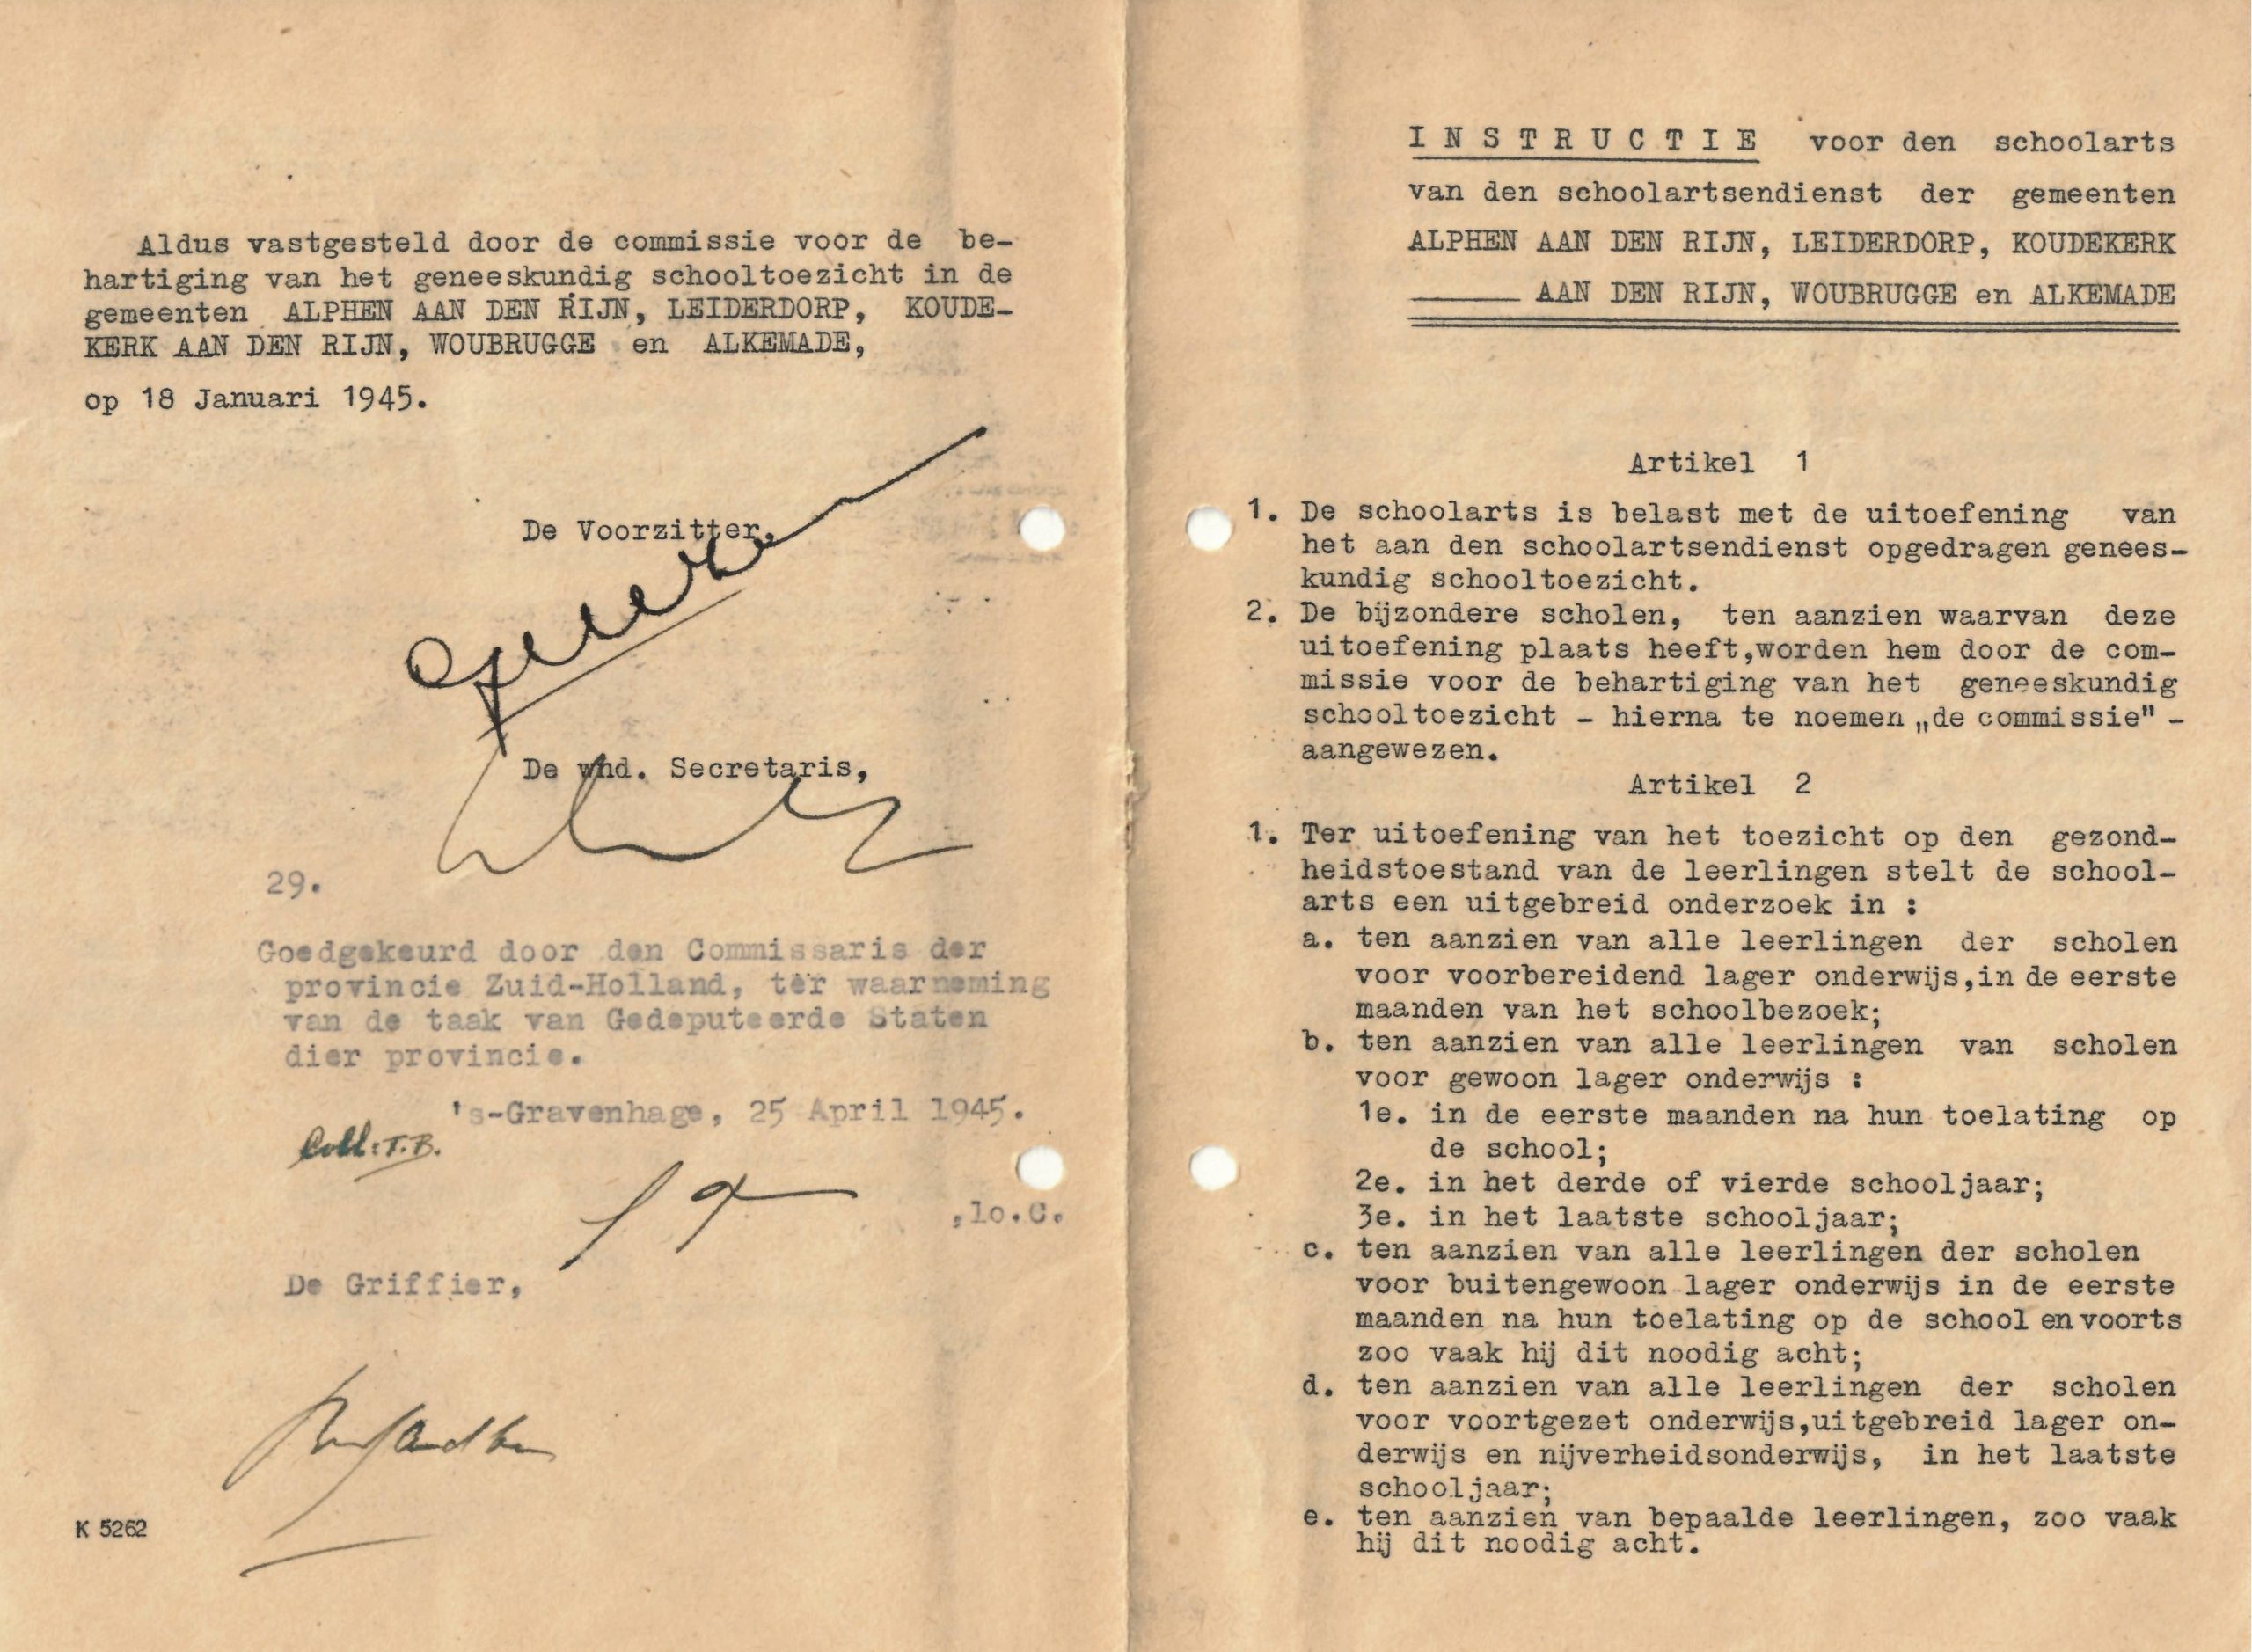 Aldus vastgesteld door de commissie voor de be-
hartiging van het geneeskundig schooltoezicht in de
gemeenten ALPHEN AAN DEN RIJN, LEIDERDORP, KOUDE-
KERK AAN DEN RIJN, WOUBRUGGE en ALKEMADE,
op 18 Januari 1945.
De Voorzitter,
De wnd. Secretaris,
29.
Goedgekeurd door den Commissaris der
provincie Zuid-Holland, ter waarneming
van de taak van Gedeputeerde Staten
dier provincie.
's-Gravenhage, 25 April 1945.
Coll: T.B.
,lo.C.
De Griffier,
K 5262
INSTRUCTIE voor den schoolarts
van den schoolartsendienst der gemeenten
ALPHEN AAN DEN RIJN, LEIDERDORP, KOUDEKERK
AAN DEN RIJN, WOUBRUGGE en ALKEMADE
Artikel 1
1. De schoolarts is belast met de uitoefening van
het aan den schoolartsendienst opgedragen genees-
kundig schooltoezicht.
2. De bijzondere scholen, ten aanzien waarvan deze
uitoefening plaats heeft,worden hem door de com-
missie voor de behartiging van het geneeskundig
schooltoezicht - hierna te noemen „de commissie" -
aangewezen.
Artikel 2
1. Ter uitoefening van het toezicht op den gezond-
heidstoestand van de leerlingen stelt de school-
arts een uitgebreid onderzoek in :
a. ten aanzien van alle leerlingen der scholen
voor voorbereidend lager onderwijs,in de eerste
maanden van het schoolbezoek;
b. ten aanzien van alle leerlingen van scholen
voor gewoon lager onderwijs :
1e. in de eerste maanden na hun toelating op
de school;
2e. in het derde of vierde schooljaar;
3e. in het laatste schooljaar;
c. ten aanzien van alle leerlingen der scholen
voor buitengewoon lager onderwijs in de eerste
maanden na hun toelating op de school en voorts
zoo vaak hij dit noodig acht;
d. ten aanzien van alle leerlingen der scholen
voor voortgezet onderwijs,uitgebreid lager on-
derwijs en nijverheidsonderwijs, in het laatste
schooljaar;
e. ten aanzien van bepaalde leerlingen, zoo vaak
hij dit noodig acht.